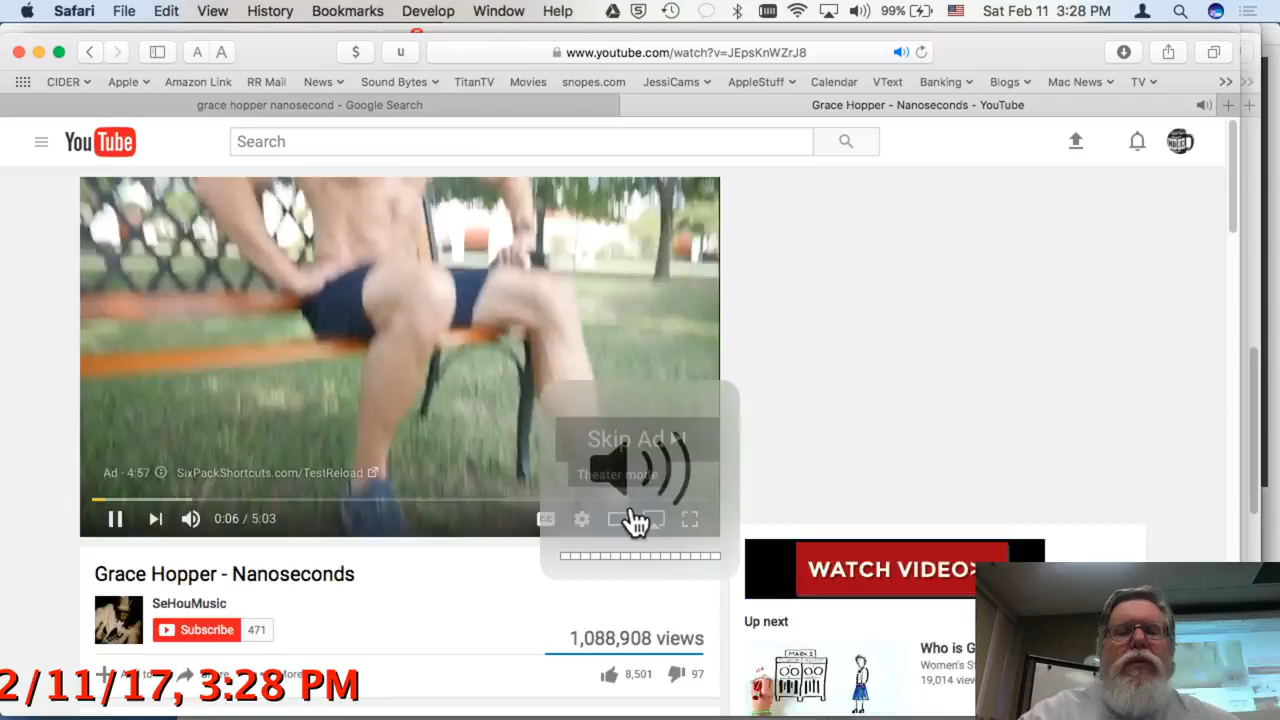 Safari File Edit View History Bookmarks Develop Window Help 99% Sat Feb 11 3:28 PM
A A $ u www.youtube.com/watch?v=JEpsKnWZrJ8
CIDER Apple Amazon Link RR Mail News Sound Bytes TitanTV Movies snopes.com JessiCams AppleStuff Calendar VText Banking Blogs Mac News TV >> >>
grace hopper nanosecond - Google Search Grace Hopper - Nanoseconds - YouTube
YouTube Search
Skip Ad
Ad · 4:57 SixPackShortcuts.com/TestReload Theater mode
0:06 / 5:03 CC
Grace Hopper - Nanoseconds
WATCH VIDEO>
SeHouMusic
Subscribe 471
Up next
1,088,908 views
Who is G
Women's S
19,014 view
MARK I
8,501 97
2/11/17, 3:28 PM